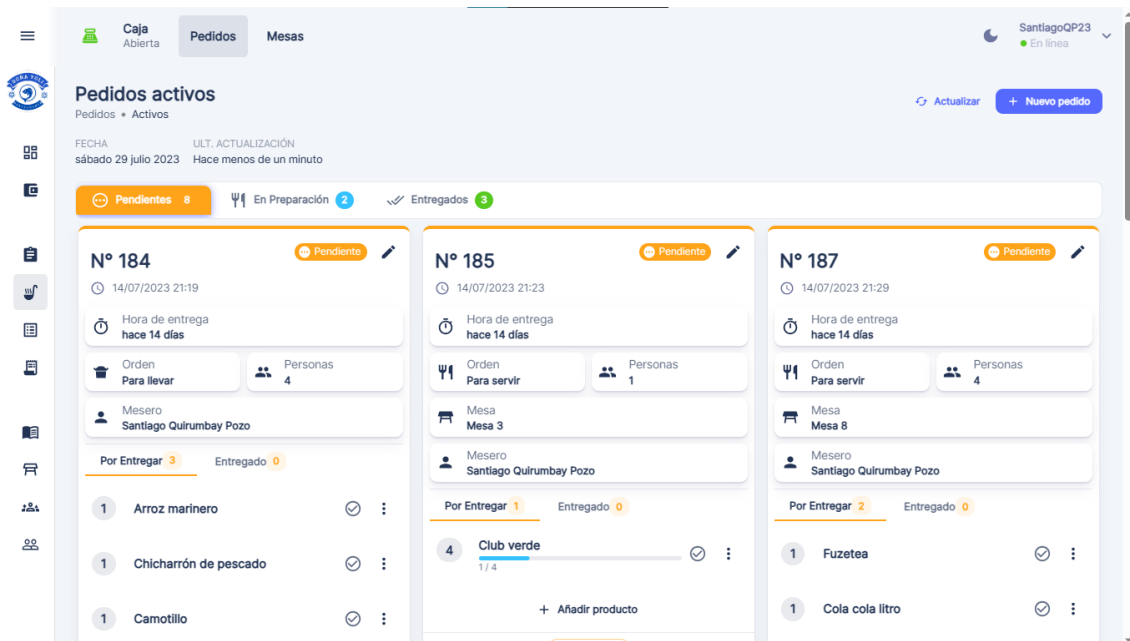 Caja
Abierta
Pedidos
Mesas
SantiagoQP23
En línea
DOÑA YOLI
Pedidos activos
Pedidos • Activos
Actualizar
+ Nuevo pedido
FECHA
sábado 29 julio 2023
ULT. ACTUALIZACIÓN
Hace menos de un minuto
Pendientes 8
En Preparación 2
Entregados 3
N° 184
Pendiente
14/07/2023 21:19
Hora de entrega
hace 14 días
Orden
Para llevar
Personas
4
Mesero
Santiago Quirumbay Pozo
Por Entregar 3
Entregado 0
1 Arroz marinero
1 Chicharrón de pescado
1 Camotillo
N° 185
Pendiente
14/07/2023 21:23
Hora de entrega
hace 14 días
Orden
Para servir
Personas
1
Mesa
Mesa 3
Mesero
Santiago Quirumbay Pozo
Por Entregar 1
Entregado 0
4 Club verde
1 / 4
+ Añadir producto
N° 187
Pendiente
14/07/2023 21:29
Hora de entrega
hace 14 días
Orden
Para servir
Personas
4
Mesa
Mesa 8
Mesero
Santiago Quirumbay Pozo
Por Entregar 2
Entregado 0
1 Fuzetea
1 Cola cola litro